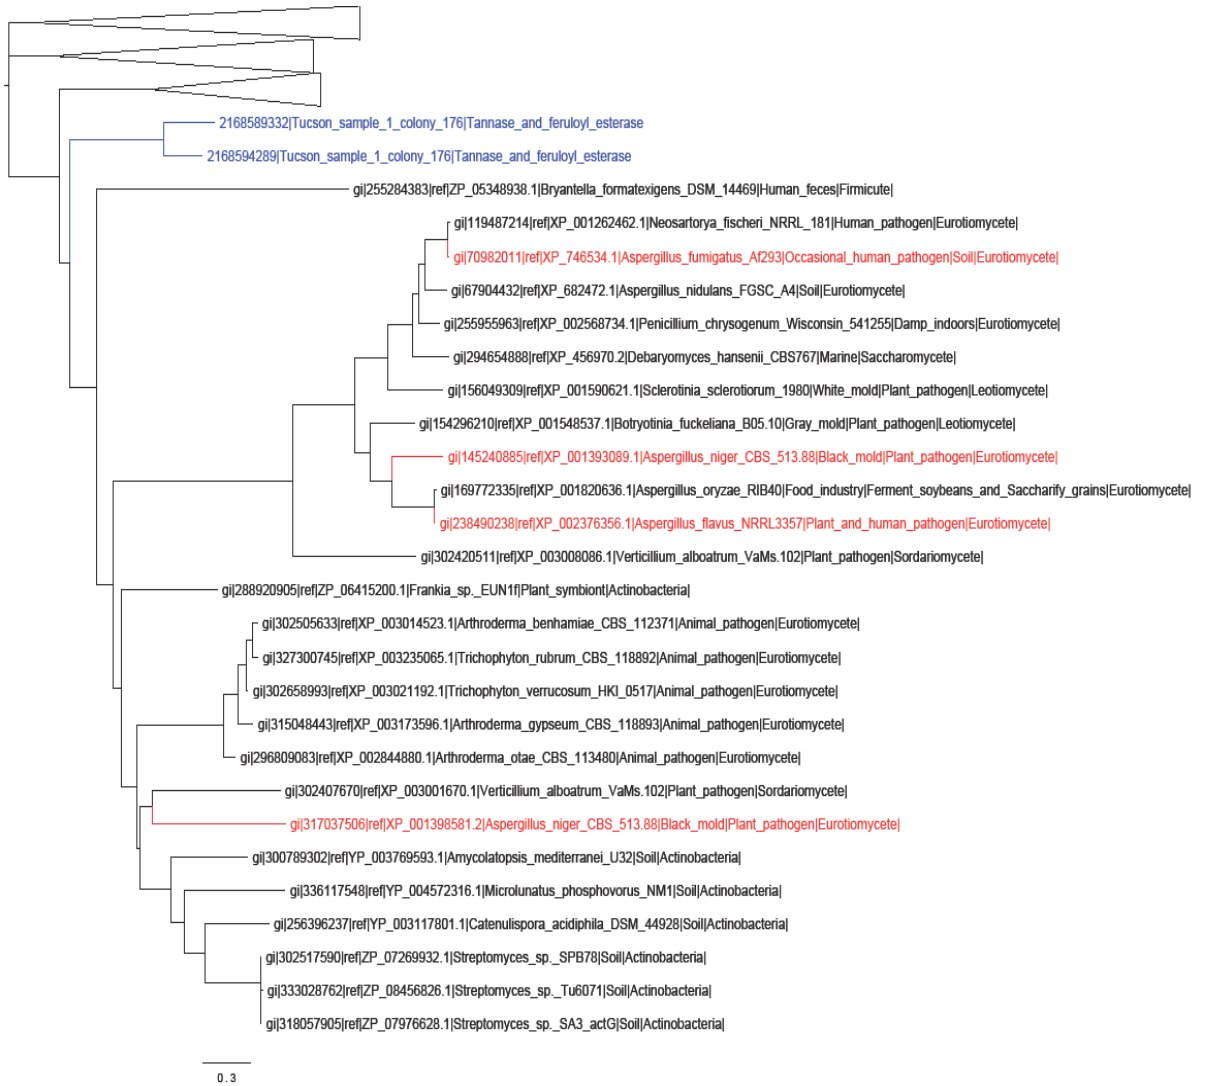 2168589332|Tucson_sample_1_colony_176|Tannase_and_feruloyl_esterase
2168594289|Tucson_sample_1_colony_176|Tannase_and_feruloyl_esterase
gi|255284383|ref|ZP_05348938.1|Bryantella_formatexigens_DSM_14469|Human_feces|Firmicute|
gi|119487214|ref|XP_001262462.1|Neosartorya_fischeri_NRRL_181|Human_pathogen|Eurotiomycete|
gi|70982011|ref|XP_746534.1|Aspergillus_fumigatus_Af293|Occasional_human_pathogen|Soil|Eurotiomycete|
gi|67904432|ref|XP_682472.1|Aspergillus_nidulans_FGSC_A4|Soil|Eurotiomycete|
gi|255955963|ref|XP_002568734.1|Penicillium_chrysogenum_Wisconsin_541255|Damp_indoors|Eurotiomycete|
gi|294654888|ref|XP_456970.2|Debaryomyces_hansenii_CBS767|Marine|Saccharomycete|
gi|156049309|ref|XP_001590621.1|Sclerotinia_sclerotiorum_1980|White_mold|Plant_pathogen|Leotiomycete|
gi|154296210|ref|XP_001548537.1|Botryotinia_fuckeliana_B05.10|Gray_mold|Plant_pathogen|Leotiomycete|
gi|145240885|ref|XP_001393089.1|Aspergillus_niger_CBS_513.88|Black_mold|Plant_pathogen|Eurotiomycete|
gi|169772335|ref|XP_001820636.1|Aspergillus_oryzae_RIB40|Food_industry|Ferment_soybeans_and_Saccharify_grains|Eurotiomycete|
gi|238490238|ref|XP_002376356.1|Aspergillus_flavus_NRRL3357|Plant_and_human_pathogen|Eurotiomycete|
gi|302420511|ref|XP_003008086.1|Verticillium_alboatrum_VaMs.102|Plant_pathogen|Sordariomycete|
gi|288920905|ref|ZP_06415200.1|Frankia_sp._EUN1f|Plant_symbiont|Actinobacteria|
gi|302505633|ref|XP_003014523.1|Arthroderma_benhamiae_CBS_112371|Animal_pathogen|Eurotiomycete|
gi|327300745|ref|XP_003235065.1|Trichophyton_rubrum_CBS_118892|Animal_pathogen|Eurotiomycete|
gi|302658993|ref|XP_003021192.1|Trichophyton_verrucosum_HKI_0517|Animal_pathogen|Eurotiomycete|
gi|315048443|ref|XP_003173596.1|Arthroderma_gypseum_CBS_118893|Animal_pathogen|Eurotiomycete|
gi|296809083|ref|XP_002844880.1|Arthroderma_otae_CBS_113480|Animal_pathogen|Eurotiomycete|
gi|302407670|ref|XP_003001670.1|Verticillium_alboatrum_VaMs.102|Plant_pathogen|Sordariomycete|
gi|317037506|ref|XP_001398581.2|Aspergillus_niger_CBS_513.88|Black_mold|Plant_pathogen|Eurotiomycete|
gi|300789302|ref|YP_003769593.1|Amycolatopsis_mediterranei_U32|Soil|Actinobacteria|
gi|336117548|ref|YP_004572316.1|Microlunatus_phosphovorus_NM1|Soil|Actinobacteria|
gi|256396237|ref|YP_003117801.1|Catenulispora_acidiphila_DSM_44928|Soil|Actinobacteria|
gi|302517590|ref|ZP_07269932.1|Streptomyces_sp._SPB78|Soil|Actinobacteria|
gi|333028762|ref|ZP_08456826.1|Streptomyces_sp._Tu6071|Soil|Actinobacteria|
gi|318057905|ref|ZP_07976628.1|Streptomyces_sp._SA3_actG|Soil|Actinobacteria|
0.3